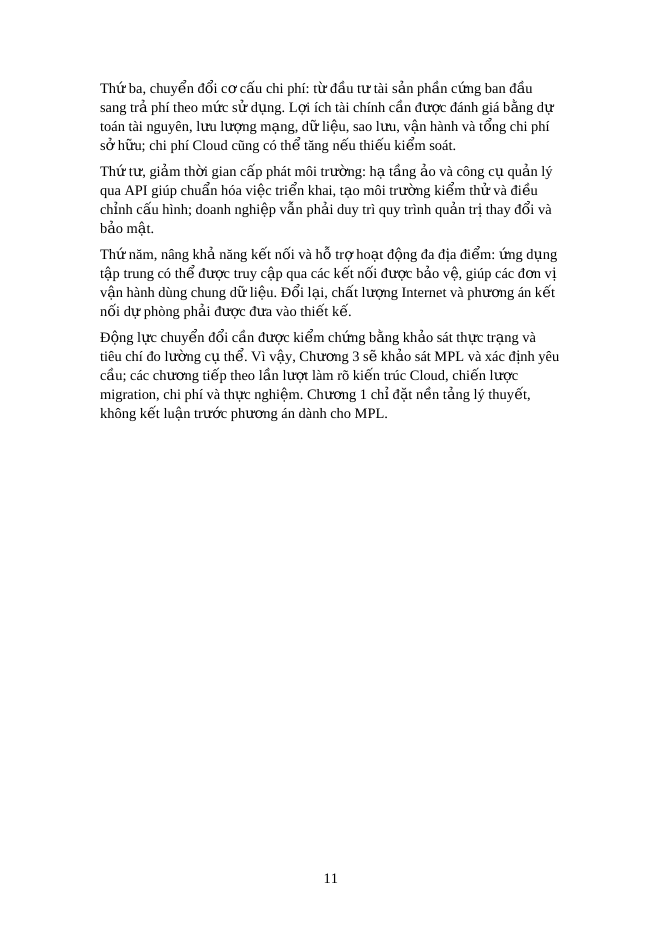 Thứ ba, chuyển đổi cơ cấu chi phí: từ đầu tư tài sản phần cứng ban đầu
sang trả phí theo mức sử dụng. Lợi ích tài chính cần được đánh giá bằng dự
toán tài nguyên, lưu lượng mạng, dữ liệu, sao lưu, vận hành và tổng chi phí
sở hữu; chi phí Cloud cũng có thể tăng nếu thiếu kiểm soát.
Thứ tư, giảm thời gian cấp phát môi trường: hạ tầng ảo và công cụ quản lý
qua API giúp chuẩn hóa việc triển khai, tạo môi trường kiểm thử và điều
chỉnh cấu hình; doanh nghiệp vẫn phải duy trì quy trình quản trị thay đổi và
bảo mật.
Thứ năm, nâng khả năng kết nối và hỗ trợ hoạt động đa địa điểm: ứng dụng
tập trung có thể được truy cập qua các kết nối được bảo vệ, giúp các đơn vị
vận hành dùng chung dữ liệu. Đổi lại, chất lượng Internet và phương án kết
nối dự phòng phải được đưa vào thiết kế.
Động lực chuyển đổi cần được kiểm chứng bằng khảo sát thực trạng và
tiêu chí đo lường cụ thể. Vì vậy, Chương 3 sẽ khảo sát MPL và xác định yêu
cầu; các chương tiếp theo lần lượt làm rõ kiến trúc Cloud, chiến lược
migration, chi phí và thực nghiệm. Chương 1 chỉ đặt nền tảng lý thuyết,
không kết luận trước phương án dành cho MPL.
11